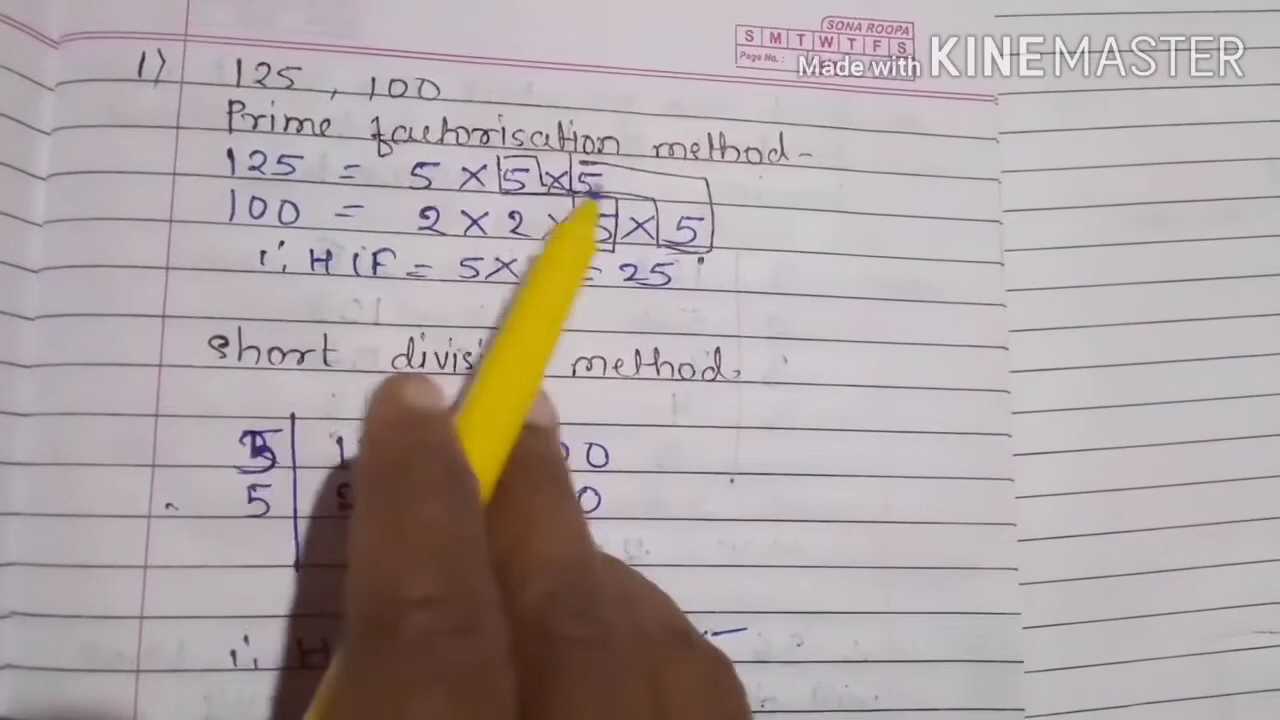 SONA ROOPA
S M T W T F S
Page No.:
Made with KINEMASTER
1) 125, 100
Prime factorisation method-
125 = 5 × 5 × 5
100 = 2 × 2 × 5 × 5
∴ HCF = 5× = 25
short method.
5
5
∴ H